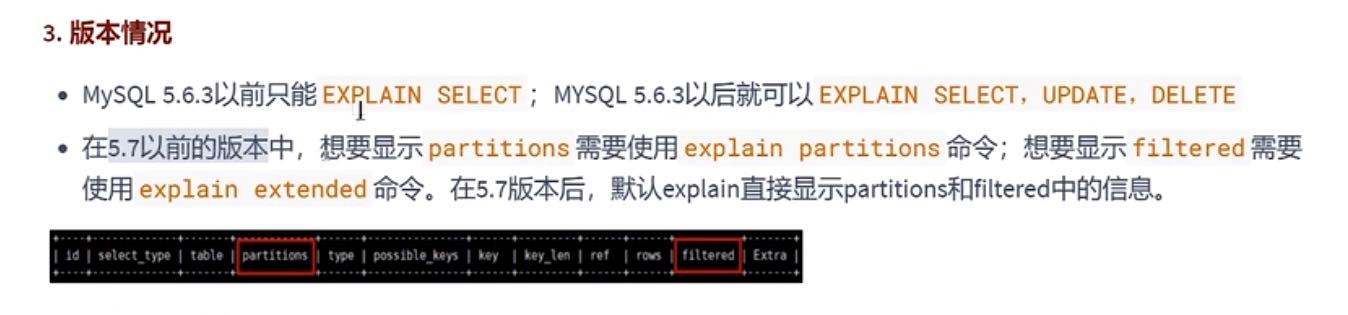 3. 版本情况
MySQL 5.6.3以前只能 EXPLAIN SELECT ；MYSQL 5.6.3以后就可以 EXPLAIN SELECT，UPDATE，DELETE
在5.7以前的版本中，想要显示 partitions 需要使用 explain partitions 命令；想要显示 filtered 需要
使用 explain extended 命令。在5.7版本后，默认explain直接显示partitions和filtered中的信息。
| id | select_type | table | partitions | type | possible_keys | key | key_len | ref | rows | filtered | Extra |